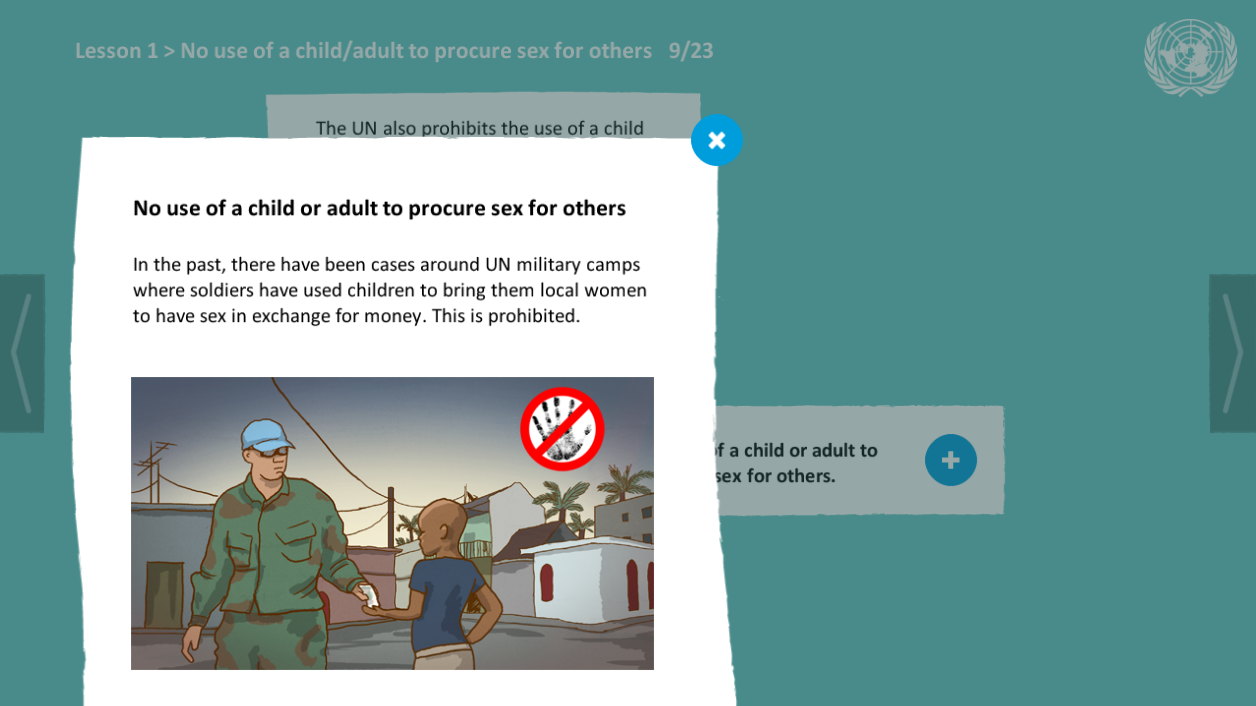 Lesson 1 > No use of a child/adult to procure sex for others 9/23
The UN also prohibits the use of a child
No use of a child or adult to procure sex for others
In the past, there have been cases around UN military camps
where soldiers have used children to bring them local women
to have sex in exchange for money. This is prohibited.
f a child or adult to
sex for others.